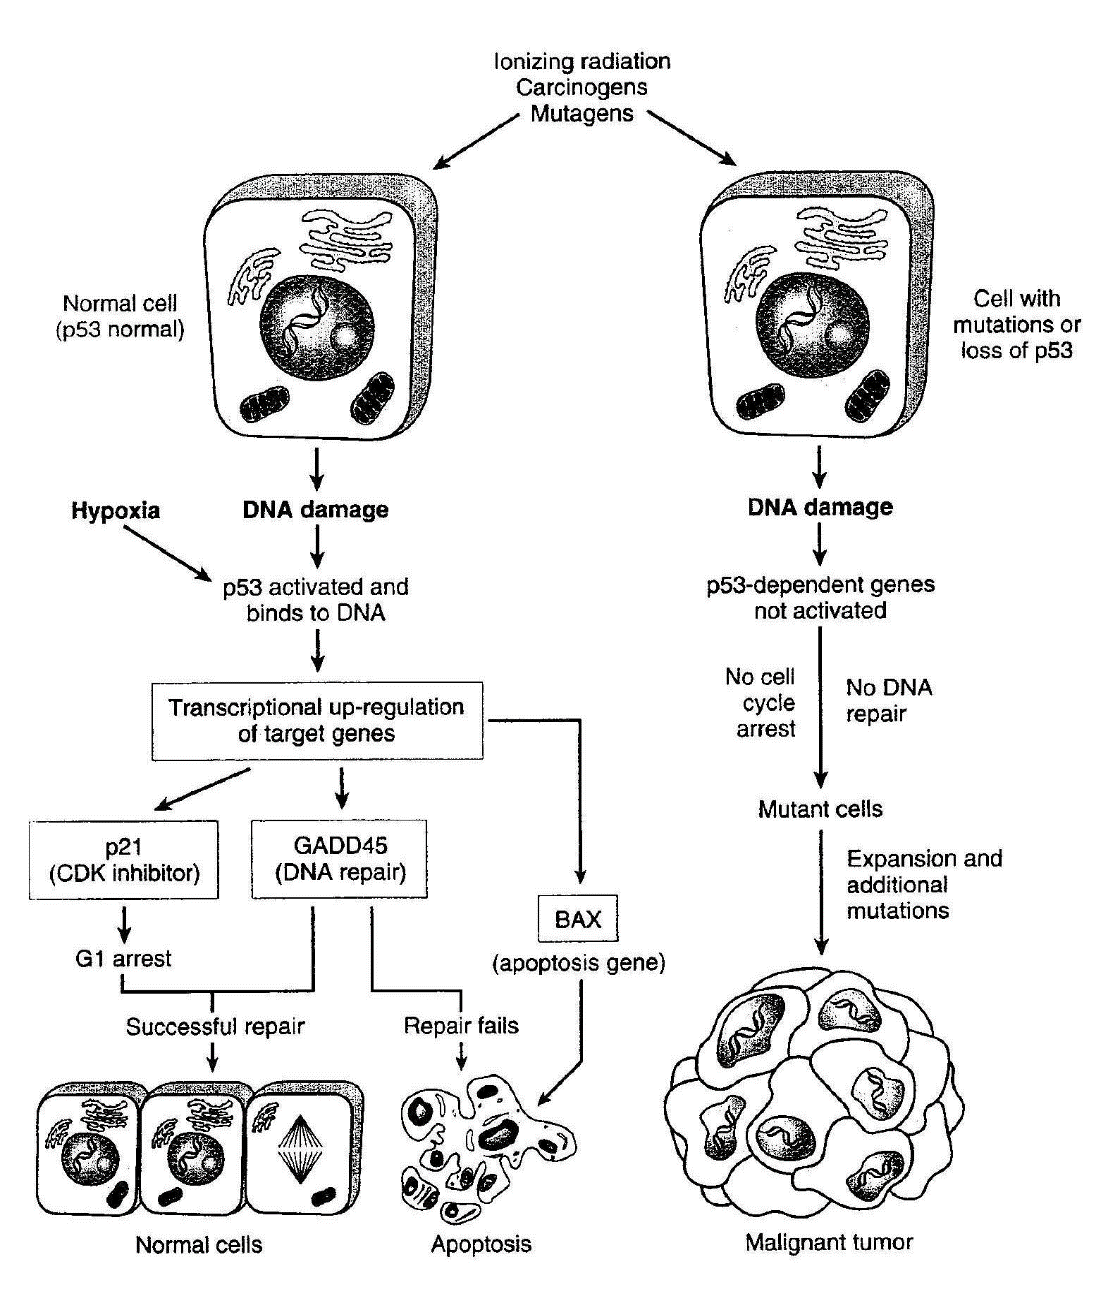 Ionizing radiation
Carcinogens
Mutagens
Normal cell
(p53 normal)
Cell with
mutations or
loss of p53
Hypoxia
DNA damage
DNA damage
p53 activated and
binds to DNA
p53-dependent genes
not activated
Transcriptional up-regulation
of target genes
No cell
cycle
arrest
No DNA
repair
Mutant cells
p21
(CDK inhibitor)
GADD45
(DNA repair)
BAX
(apoptosis gene)
Expansion and
additional
mutations
G1 arrest
Successful repair
Repair fails
Normal cells
Apoptosis
Malignant tumor